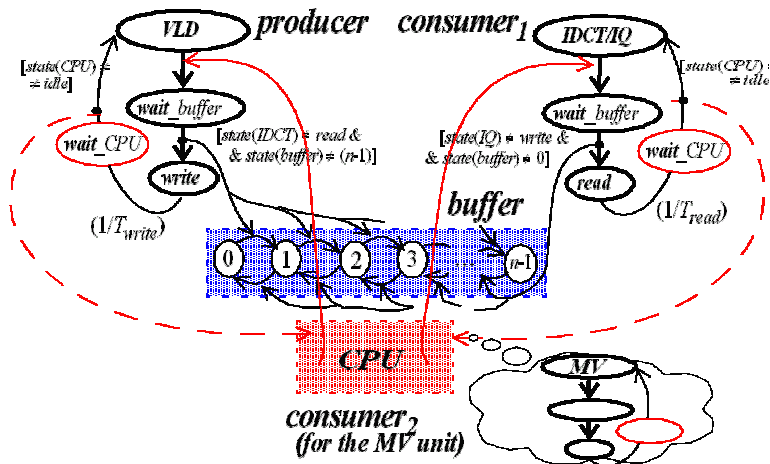 producer
consumer1
VLD
IDCT/IQ
[state(CPU) ≠
≠ idle]
[state(CPU) ≠
≠ idle
wait_buffer
wait_buffer
[state(IDCT) ≠ read &
& state(buffer) ≠ (n-1)]
[state(IQ) ≠ write &
& state(buffer) ≠ 0]
wait_CPU
wait_CPU
write
read
(1/Twrite)
(1/Tread)
buffer
0 1 2 3 n-1
CPU
MV
consumer2
(for the MV unit)